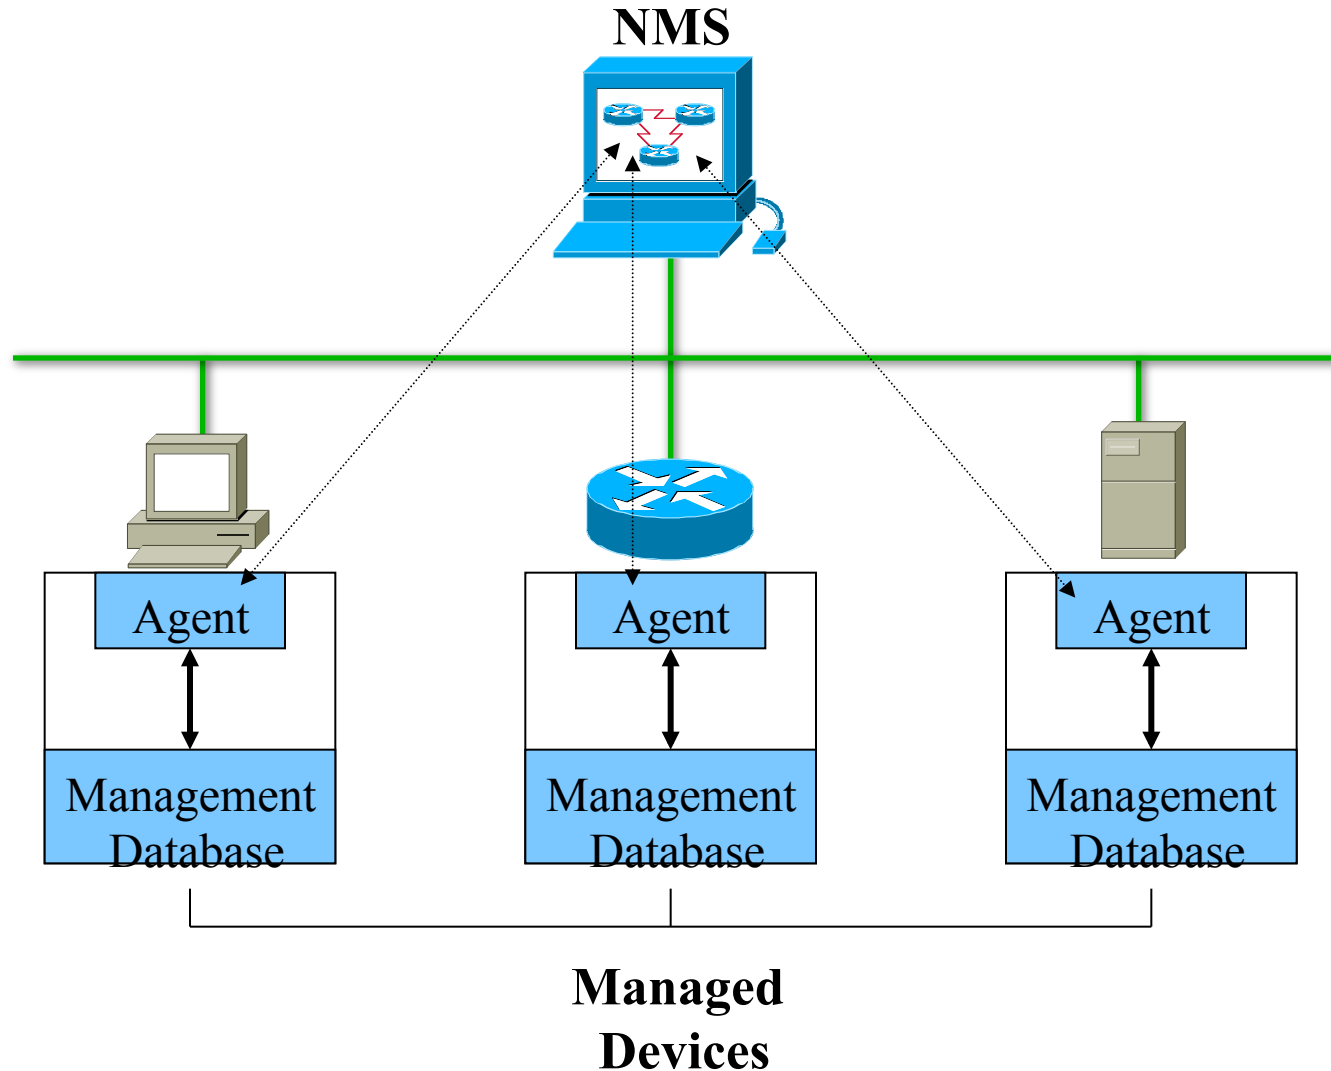 NMS
Agent
Agent
Agent
Management
Database
Management
Database
Management
Database
Managed
Devices